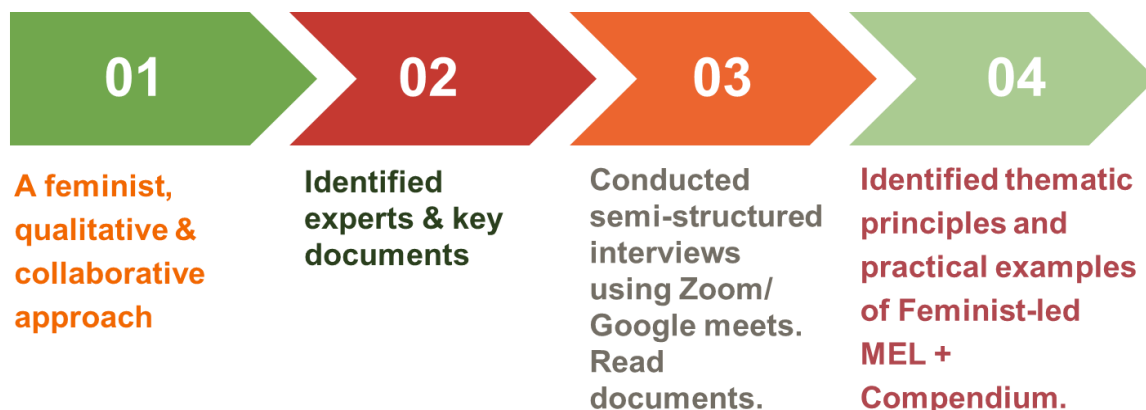 01
02
03
04
A feminist,
qualitative &
collaborative
approach
Identified
experts & key
documents
Conducted
semi-structured
interviews
using Zoom/
Google meets.
Read
documents.
Identified thematic
principles and
practical examples
of Feminist-led
MEL +
Compendium.